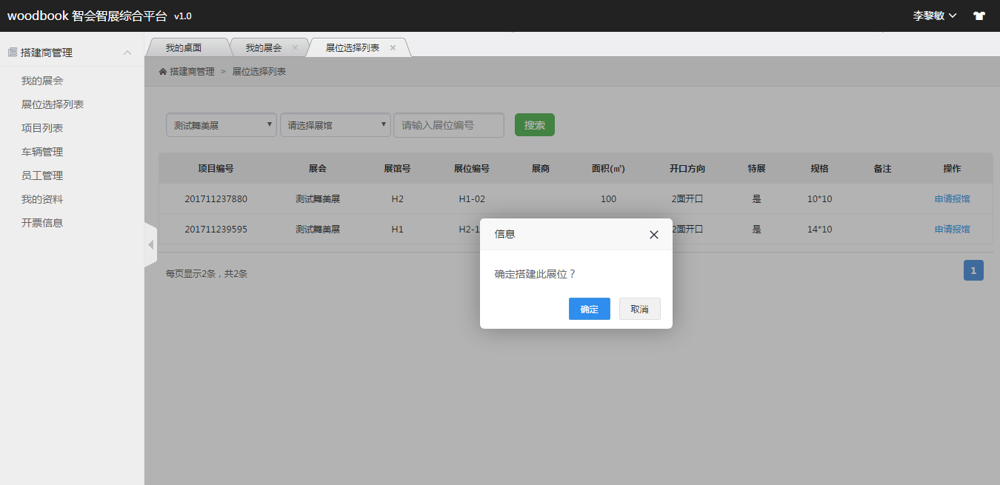 woodbook 智会智展综合平台 v1.0 李黎敏
搭建商管理
我的展会
展位选择列表
项目列表
车辆管理
员工管理
我的资料
开票信息
我的桌面 我的展会 展位选择列表
搭建商管理 > 展位选择列表
测试舞美展 请选择展馆 请输入展位编号 搜索
项目编号 展会 展馆号 展位编号 展商 面积(㎡) 开口方向 特展 规格 备注 操作
201711237880 测试舞美展 H2 H1-02 100 2面开口 是 10*10 申请报馆
201711239595 测试舞美展 H1 H2-1 2面开口 是 14*10 申请报馆
每页显示2条，共2条 1
信息
确定搭建此展位？
确定 取消